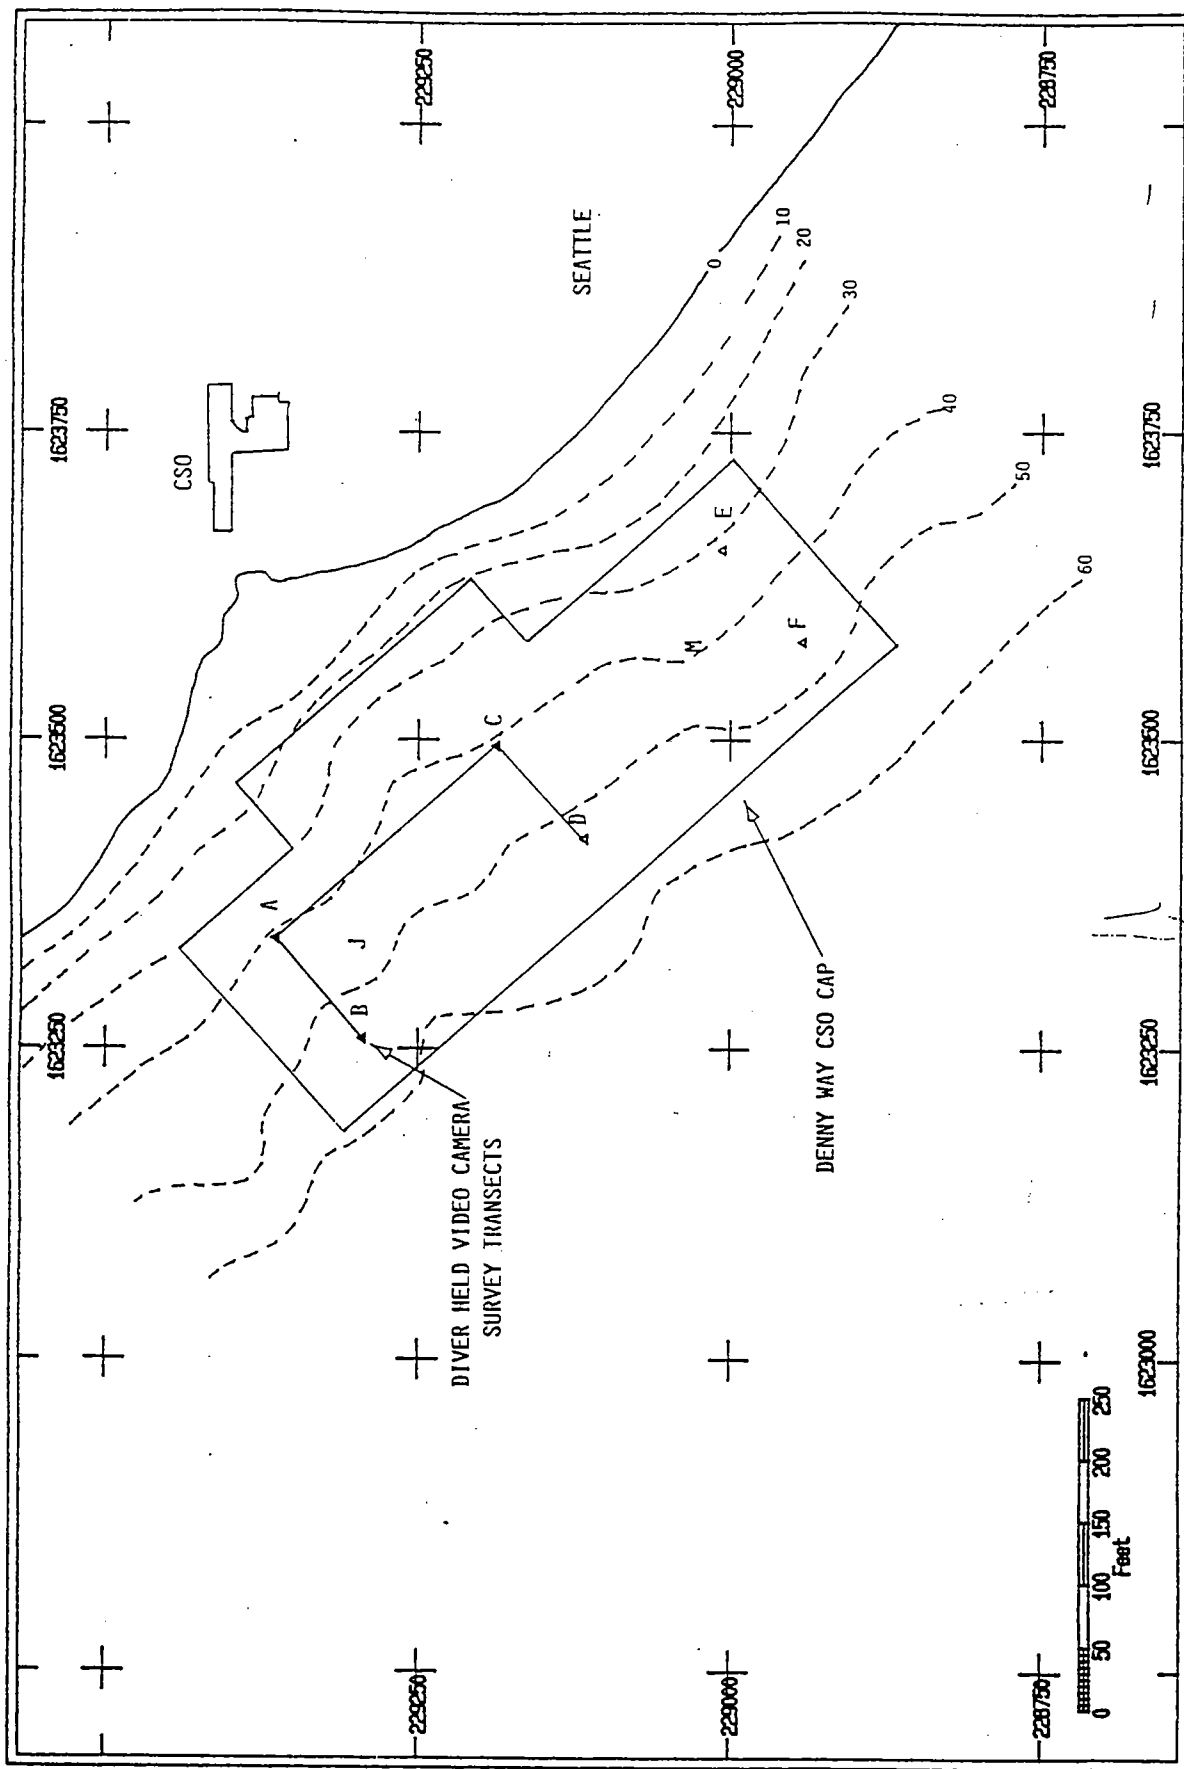 1623250
1623500
1623750
CSO
229250
229000
228750
SEATTLE
0
10
20
30
40
50
60
A
B
J
C
D
M
E
F
DIVER HELD VIDEO CAMERA
SURVEY TRANSECTS
DENNY WAY CSO CAP
229250
229000
228750
0 50 100 150 200 250
Feet
1623000
1623250
1623500
1623750